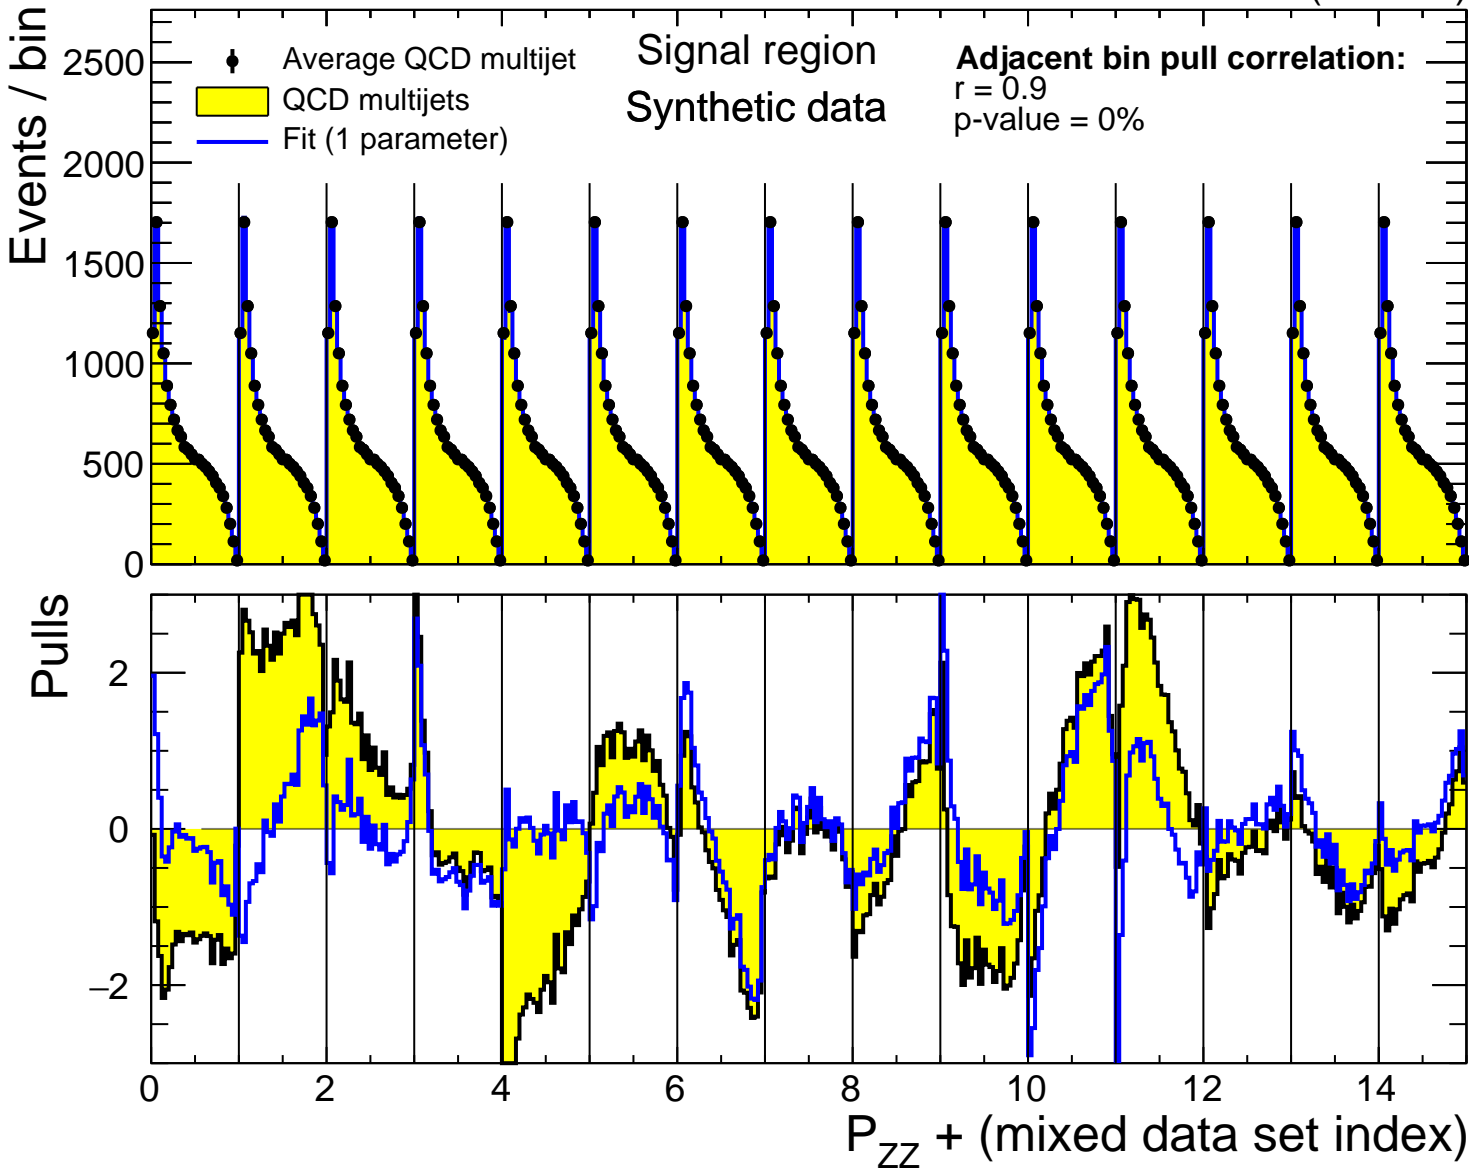 Average QCD multijet
QCD multijets
Fit (1 parameter)
Signal region
Synthetic data
Adjacent bin pull correlation:
r = 0.9
p-value = 0%
Events / bin
2500
2000
1500
1000
500
0
Pulls
2
0
−2
0 2 4 6 8 10 12 14
P_ZZ + (mixed data set index)